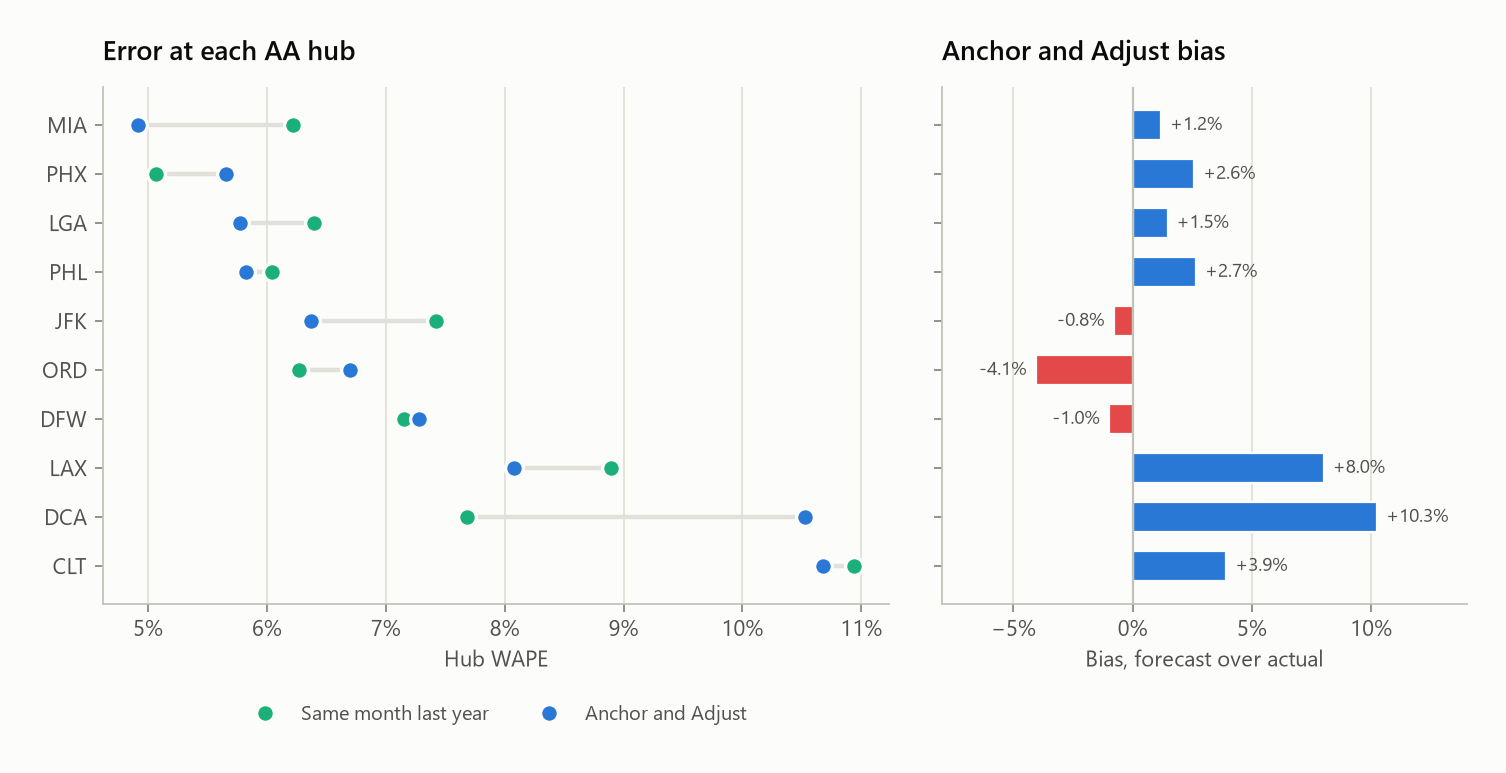 Error at each AA hub
MIA
PHX
LGA
PHL
JFK
ORD
DFW
LAX
DCA
CLT
5% 6% 7% 8% 9% 10% 11%
Hub WAPE
Same month last year Anchor and Adjust
Anchor and Adjust bias
+1.2%
+2.6%
+1.5%
+2.7%
-0.8%
-4.1%
-1.0%
+8.0%
+10.3%
+3.9%
−5% 0% 5% 10%
Bias, forecast over actual